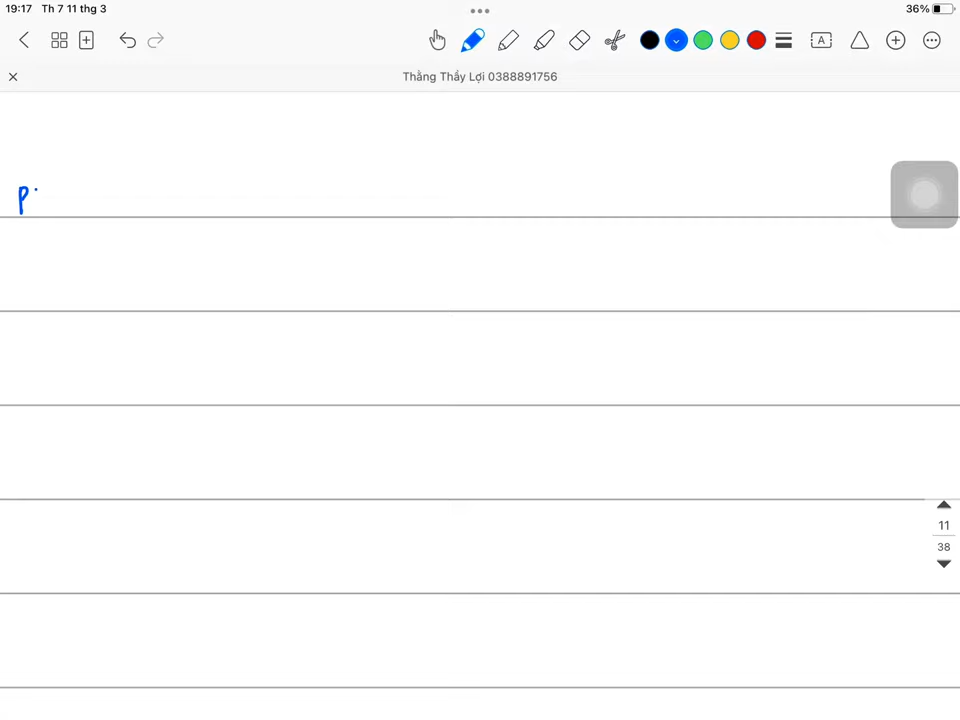 19:17 Th 7 11 thg 3
36%
A
Thằng Thầy Lợi 0388891756
P
11
38